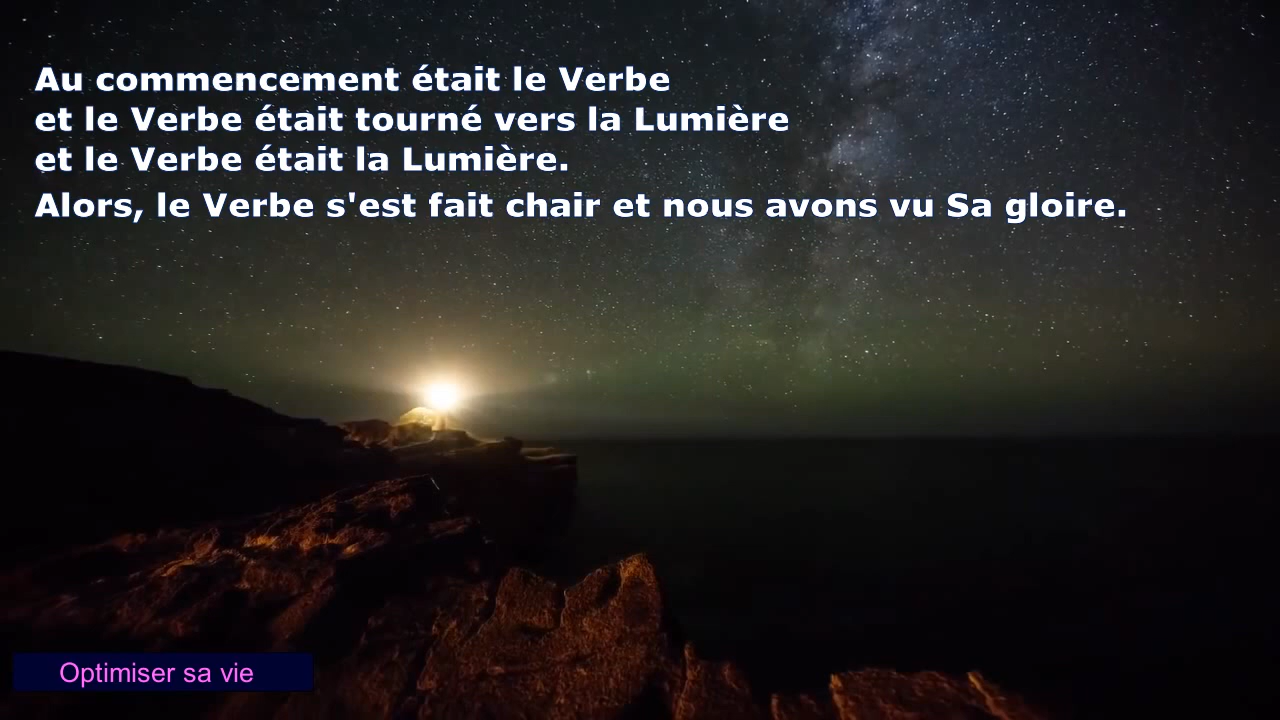 Au commencement était le Verbe
et le Verbe était tourné vers la Lumière
et le Verbe était la Lumière.
Alors, le Verbe s'est fait chair et nous avons vu Sa gloire.
Optimiser sa vie